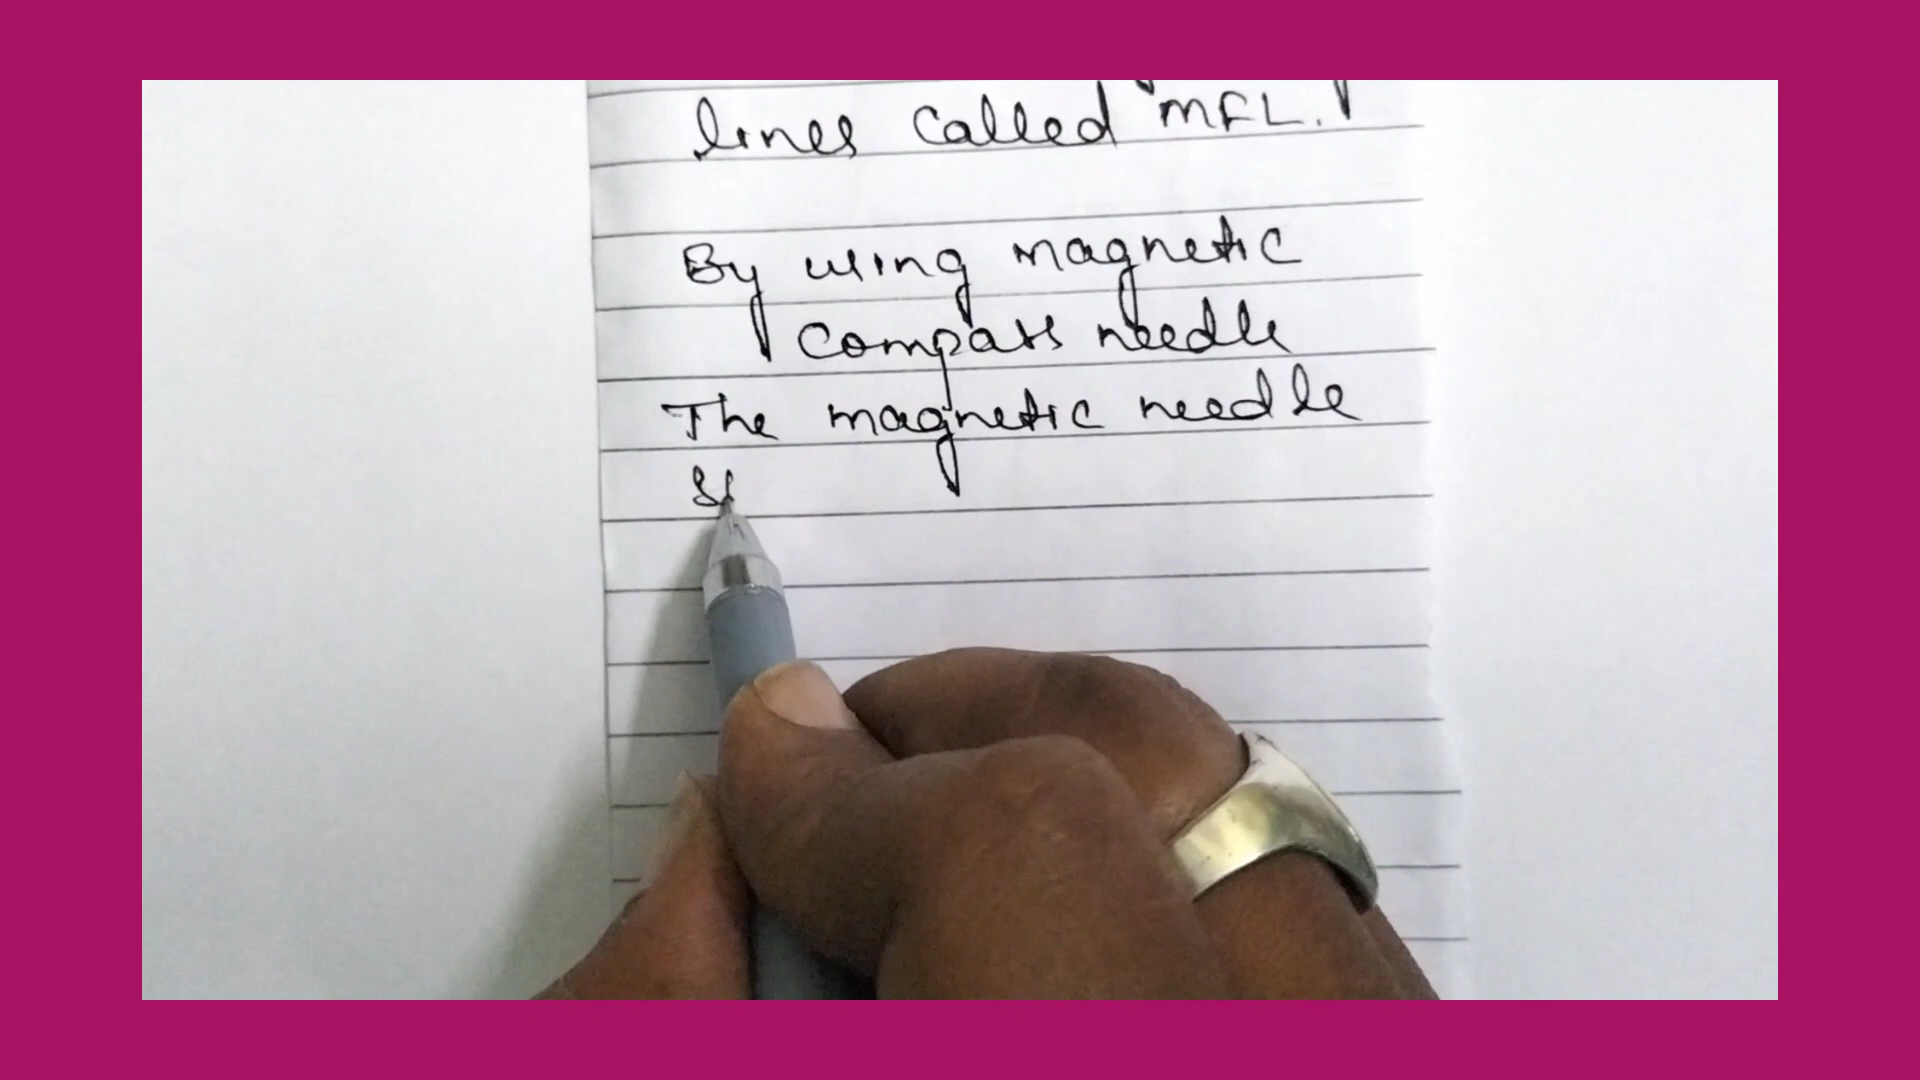 lines called "MFL."
By using magnetic
compass needle
The magnetic needle